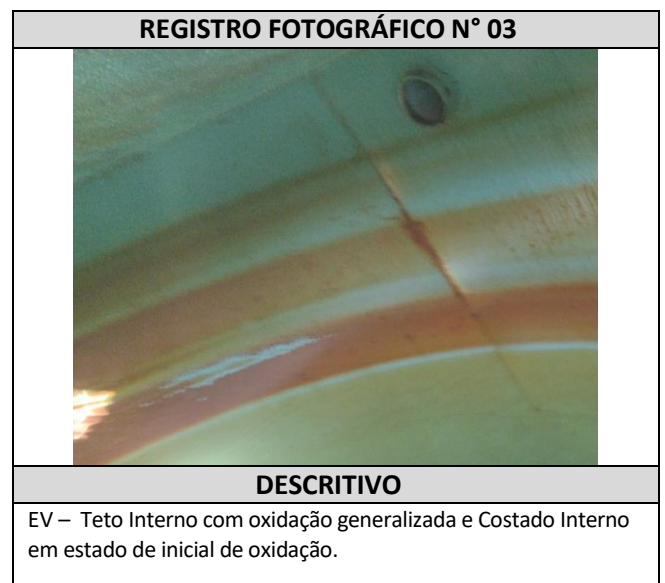 REGISTRO FOTOGRÁFICO N° 03
DESCRITIVO
EV – Teto Interno com oxidação generalizada e Costado Interno
em estado de inicial de oxidação.